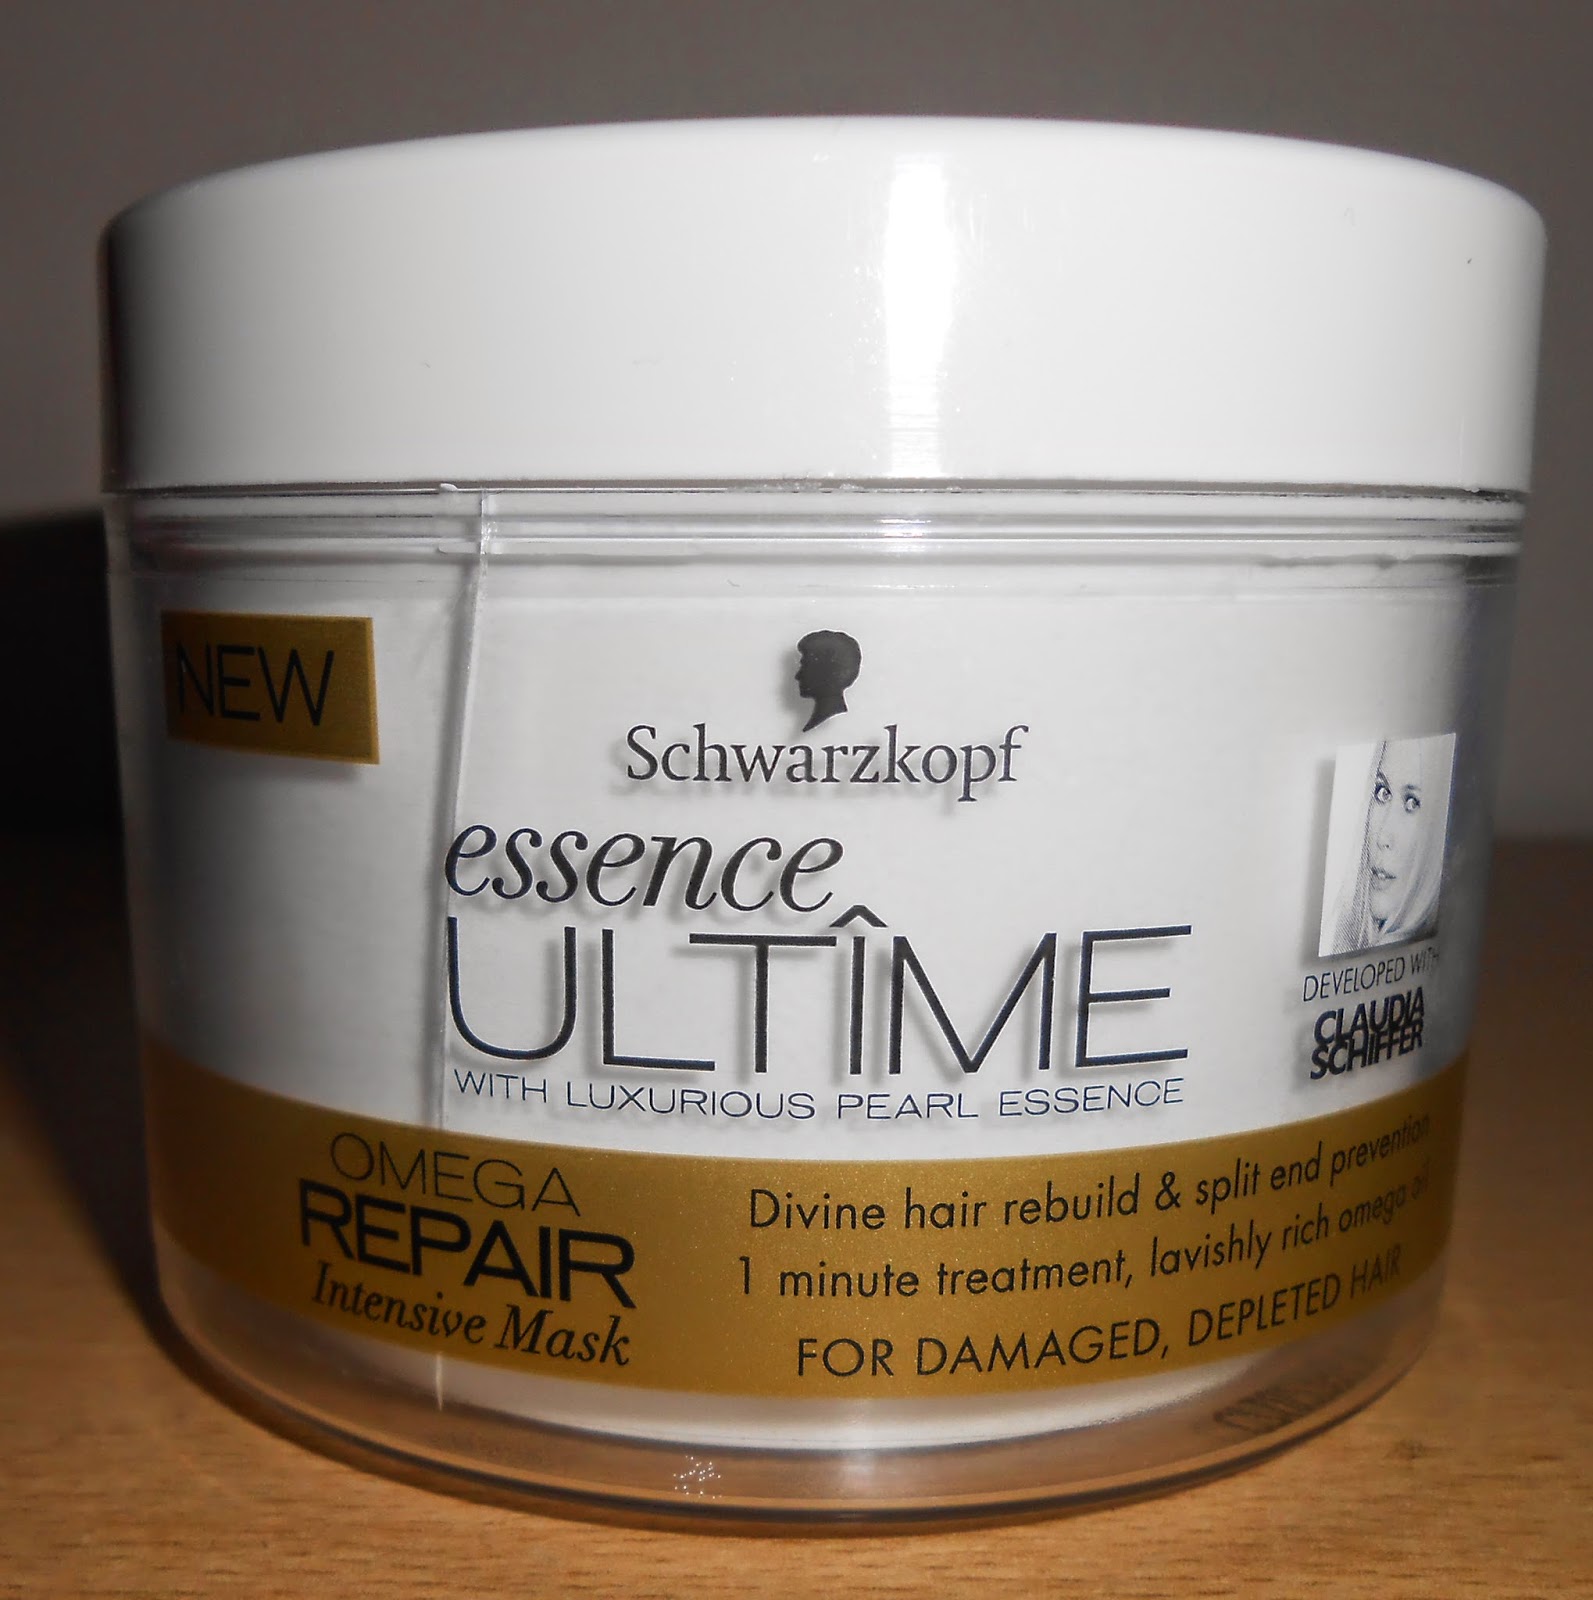 NEW
Schwarzkopf
essence
ULTÎME
WITH LUXURIOUS PEARL ESSENCE
DEVELOPED WITH
CLAUDIA
SCHIFFER
OMEGA
REPAIR
Intensive Mask
Divine hair rebuild & split end prevention
1 minute treatment, lavishly rich omega oil
FOR DAMAGED, DEPLETED HAIR